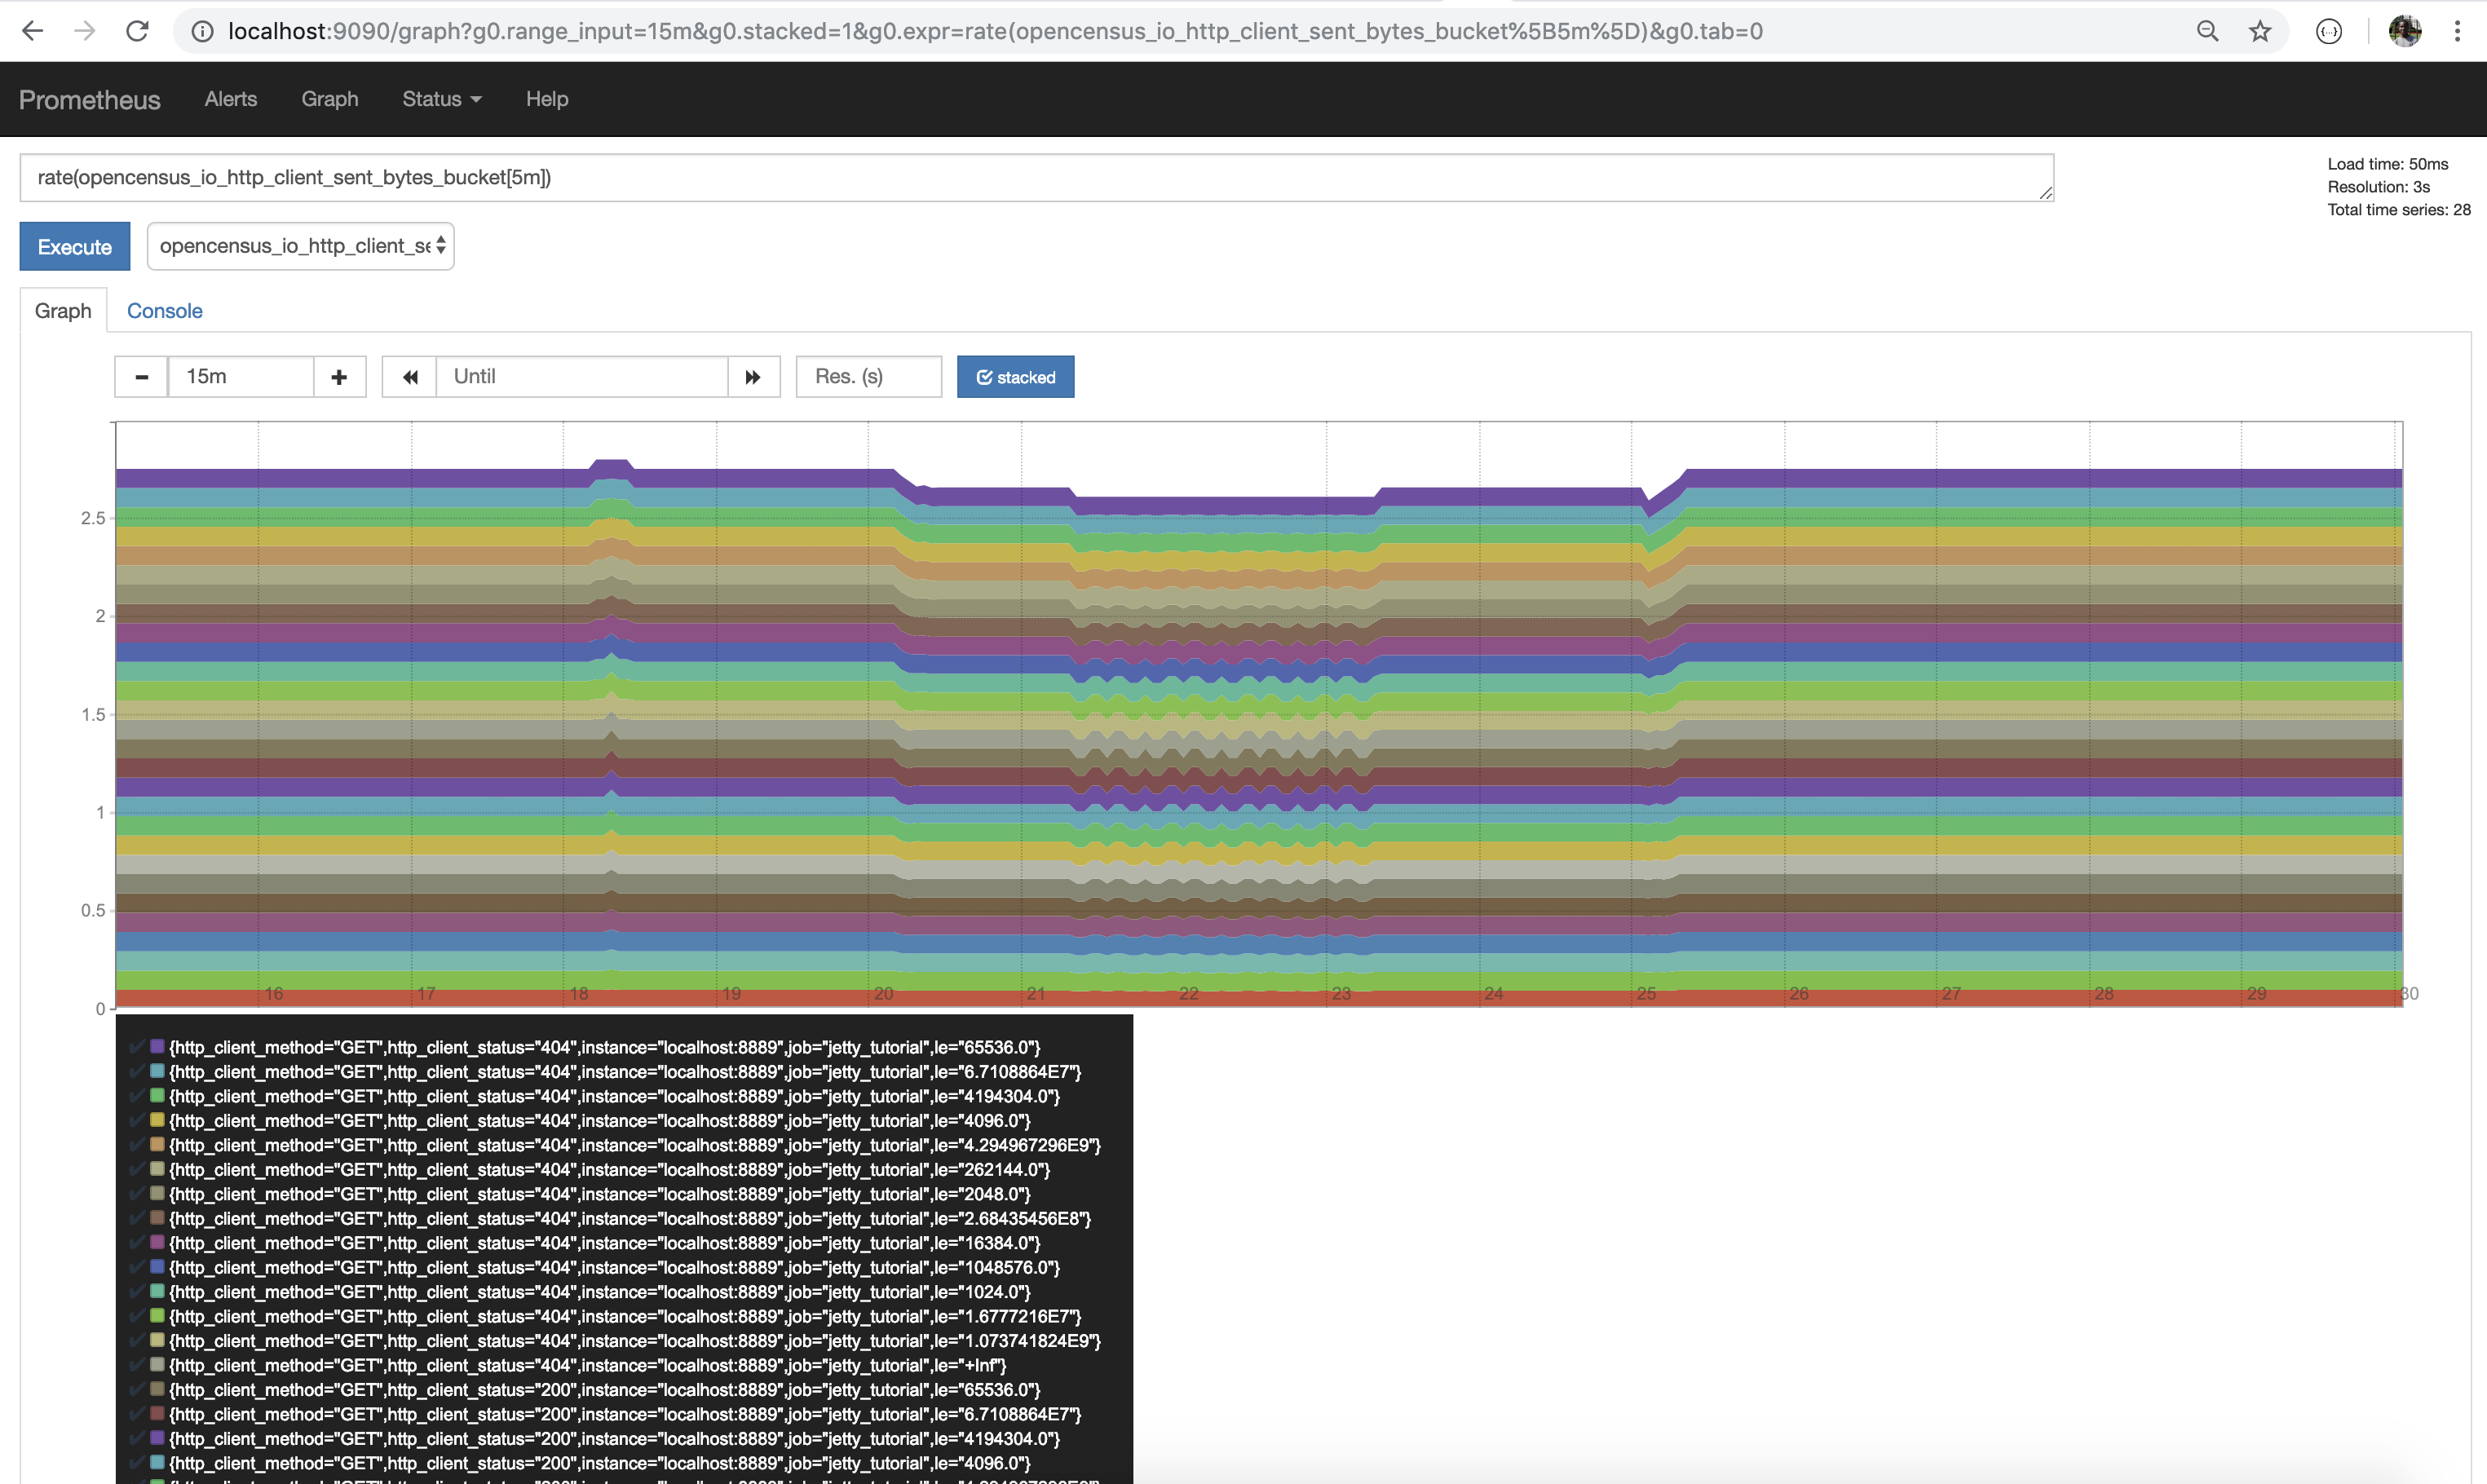 localhost:9090/graph?g0.range_input=15m&g0.stacked=1&g0.expr=rate(opencensus_io_http_client_sent_bytes_bucket%5B5m%5D)&g0.tab=0
Prometheus Alerts Graph Status Help
rate(opencensus_io_http_client_sent_bytes_bucket[5m])
Load time: 50ms
Resolution: 3s
Total time series: 28
Execute opencensus_io_http_client_se
Graph Console
15m Until Res. (s) stacked
2.5
2
1.5
1
0.5
0
16 17 18 19 20 21 22 23 24 25 26 27 28 29 30
{http_client_method="GET",http_client_status="404",instance="localhost:8889",job="jetty_tutorial",le="65536.0"}
{http_client_method="GET",http_client_status="404",instance="localhost:8889",job="jetty_tutorial",le="6.7108864E7"}
{http_client_method="GET",http_client_status="404",instance="localhost:8889",job="jetty_tutorial",le="4194304.0"}
{http_client_method="GET",http_client_status="404",instance="localhost:8889",job="jetty_tutorial",le="4096.0"}
{http_client_method="GET",http_client_status="404",instance="localhost:8889",job="jetty_tutorial",le="4.294967296E9"}
{http_client_method="GET",http_client_status="404",instance="localhost:8889",job="jetty_tutorial",le="262144.0"}
{http_client_method="GET",http_client_status="404",instance="localhost:8889",job="jetty_tutorial",le="2048.0"}
{http_client_method="GET",http_client_status="404",instance="localhost:8889",job="jetty_tutorial",le="2.68435456E8"}
{http_client_method="GET",http_client_status="404",instance="localhost:8889",job="jetty_tutorial",le="16384.0"}
{http_client_method="GET",http_client_status="404",instance="localhost:8889",job="jetty_tutorial",le="1048576.0"}
{http_client_method="GET",http_client_status="404",instance="localhost:8889",job="jetty_tutorial",le="1024.0"}
{http_client_method="GET",http_client_status="404",instance="localhost:8889",job="jetty_tutorial",le="1.6777216E7"}
{http_client_method="GET",http_client_status="404",instance="localhost:8889",job="jetty_tutorial",le="1.073741824E9"}
{http_client_method="GET",http_client_status="404",instance="localhost:8889",job="jetty_tutorial",le="+Inf"}
{http_client_method="GET",http_client_status="200",instance="localhost:8889",job="jetty_tutorial",le="65536.0"}
{http_client_method="GET",http_client_status="200",instance="localhost:8889",job="jetty_tutorial",le="6.7108864E7"}
{http_client_method="GET",http_client_status="200",instance="localhost:8889",job="jetty_tutorial",le="4194304.0"}
{http_client_method="GET",http_client_status="200",instance="localhost:8889",job="jetty_tutorial",le="4096.0"}